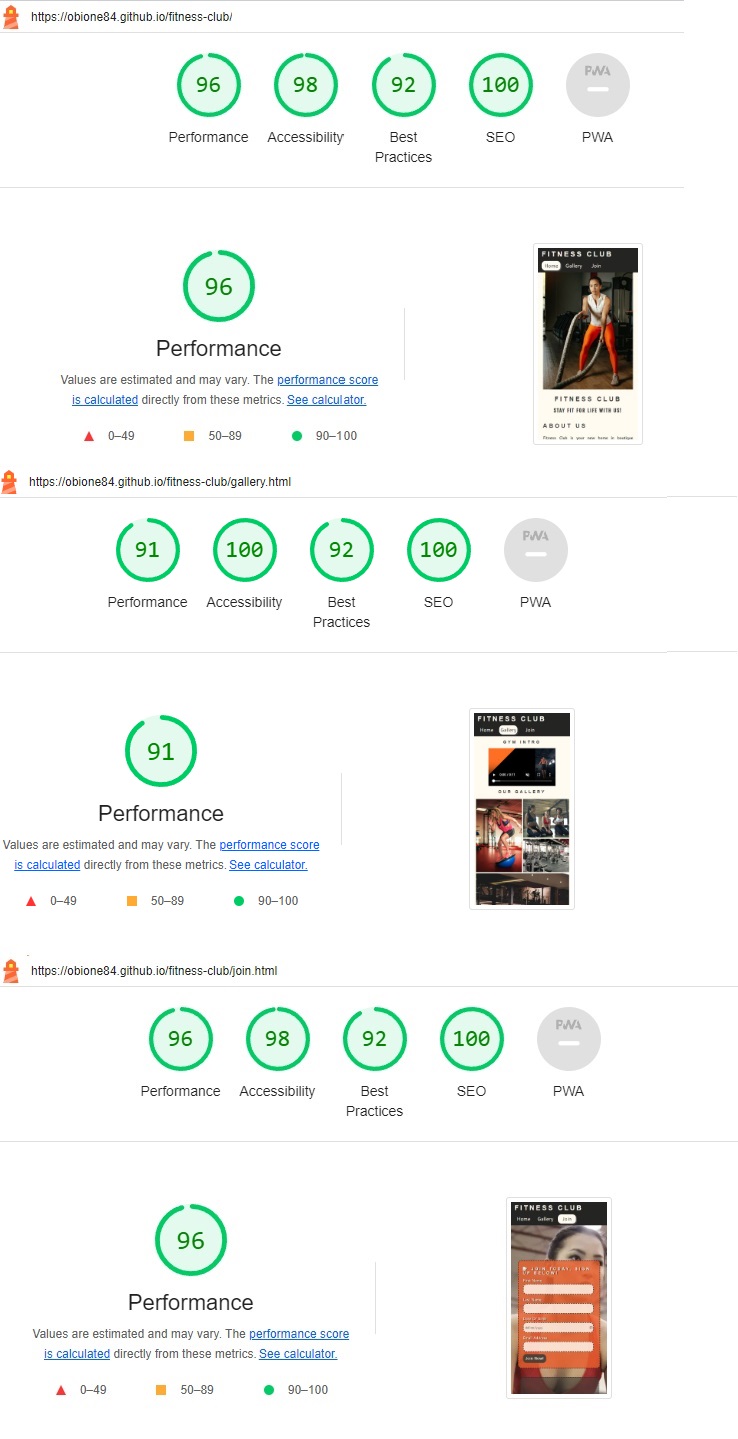 https://obione84.github.io/fitness-club/
96 98 92 100 PWA
Performance Accessibility Best Practices SEO PWA
96
FITNESS CLUB
Home Gallery Join
Performance
Values are estimated and may vary. The performance score
is calculated directly from these metrics. See calculator.
FITNESS CLUB
STAY FIT FOR LIFE WITH US!
ABOUT US
Fitness Club is your new home in boutique
0–49 50–89 90–100
https://obione84.github.io/fitness-club/gallery.html
91 100 92 100 PWA
Performance Accessibility Best Practices SEO PWA
91
FITNESS CLUB
Home Gallery Join
GYM INTRO
OUR GALLERY
Performance
Values are estimated and may vary. The performance score
is calculated directly from these metrics. See calculator.
0–49 50–89 90–100
https://obione84.github.io/fitness-club/join.html
96 98 92 100 PWA
Performance Accessibility Best Practices SEO PWA
96
FITNESS CLUB
Home Gallery Join
JOIN TODAY, SIGN
UP BELOW!
First Name
Last Name
Email Address
Join Now!
Performance
Values are estimated and may vary. The performance score
is calculated directly from these metrics. See calculator.
0–49 50–89 90–100